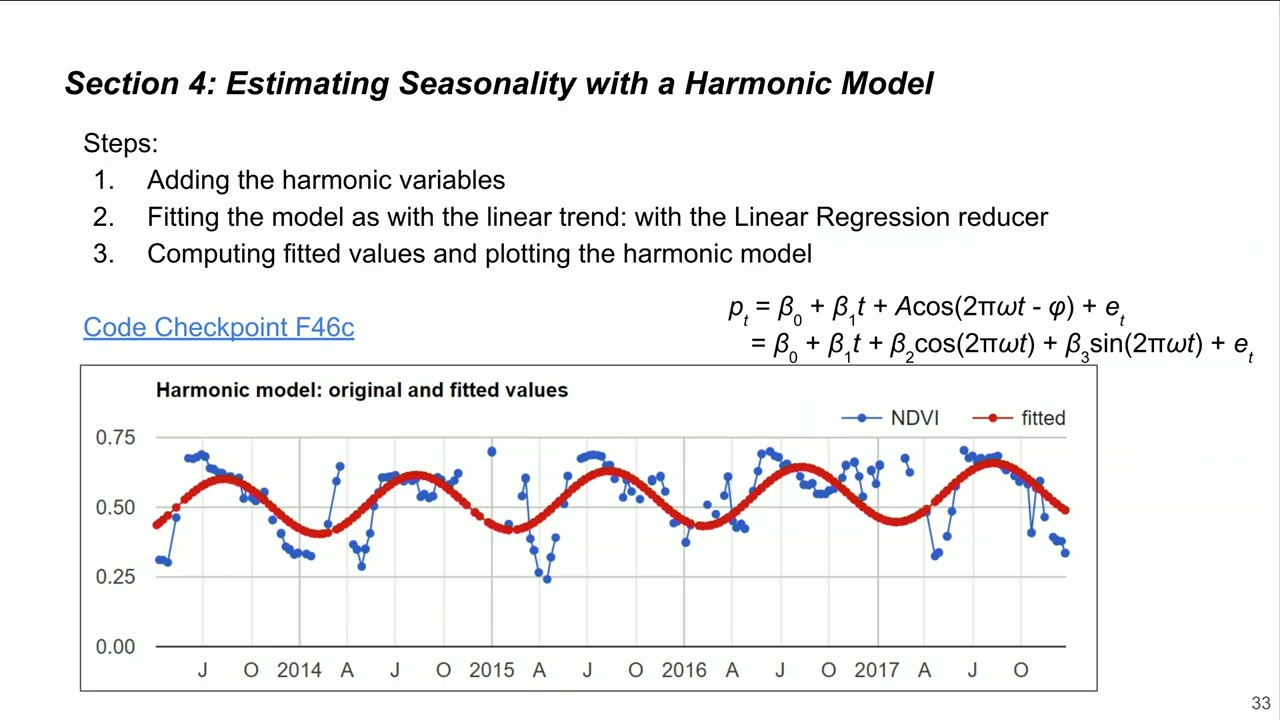 Section 4: Estimating Seasonality with a Harmonic Model
Steps:
1. Adding the harmonic variables
2. Fitting the model as with the linear trend: with the Linear Regression reducer
3. Computing fitted values and plotting the harmonic model
pt = β0 + β1t + Acos(2πωt - φ) + et
Code Checkpoint F46c
= β0 + β1t + β2cos(2πωt) + β3sin(2πωt) + et
Harmonic model: original and fitted values
NDVI fitted
0.75
0.50
0.25
0.00
J O 2014 A J O 2015 A J O 2016 A J O 2017 A J O
33